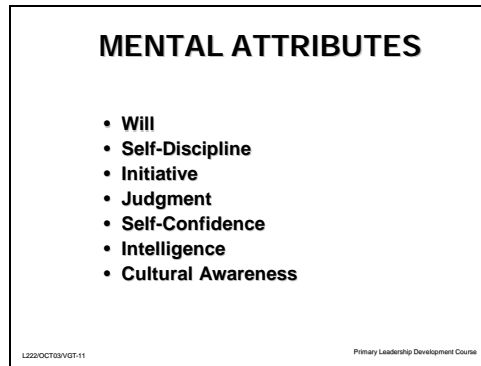 MENTAL ATTRIBUTES
• Will
• Self-Discipline
• Initiative
• Judgment
• Self-Confidence
• Intelligence
• Cultural Awareness
L222/OCT03/VGT-11
Primary Leadership Development Course